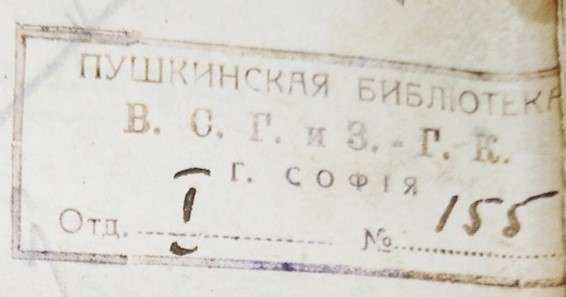 ПУШКИНСКАЯ БИБЛІОТЕКА
В. С. Г. и З.-Г. К.
Г. СОФІЯ
Отд. I № 155